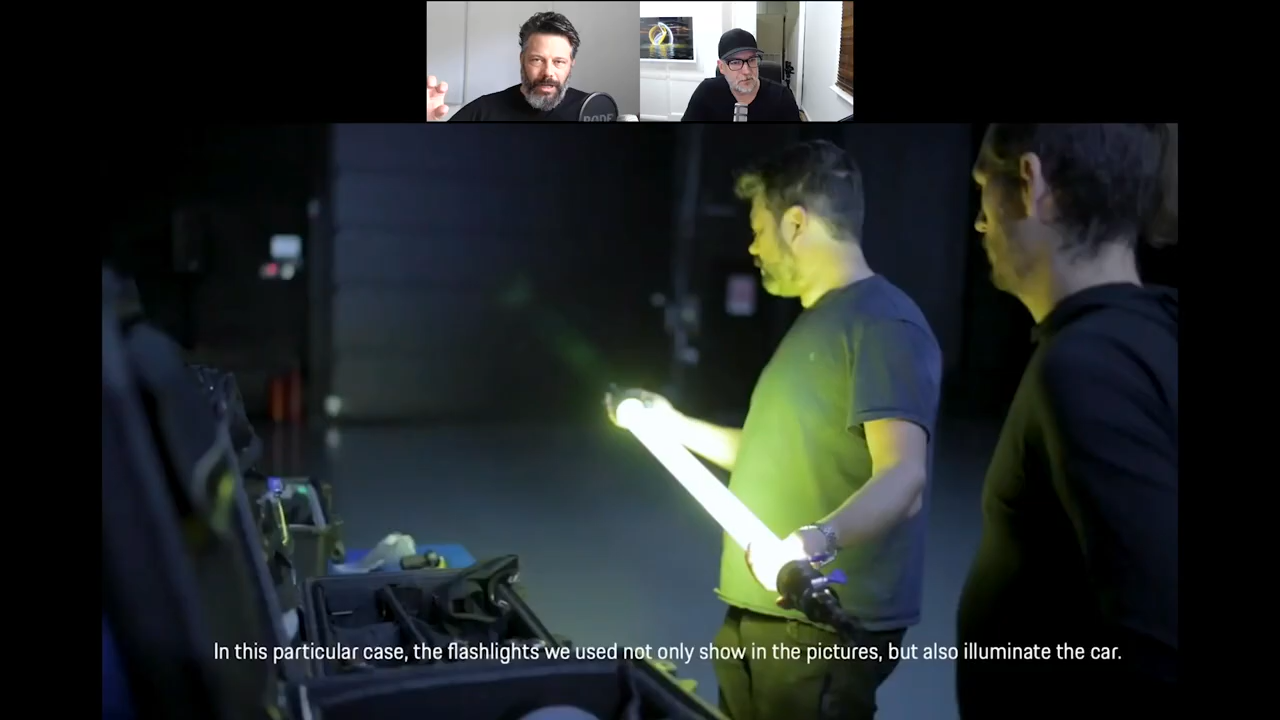 RODE
In this particular case, the flashlights we used not only show in the pictures, but also illuminate the car.